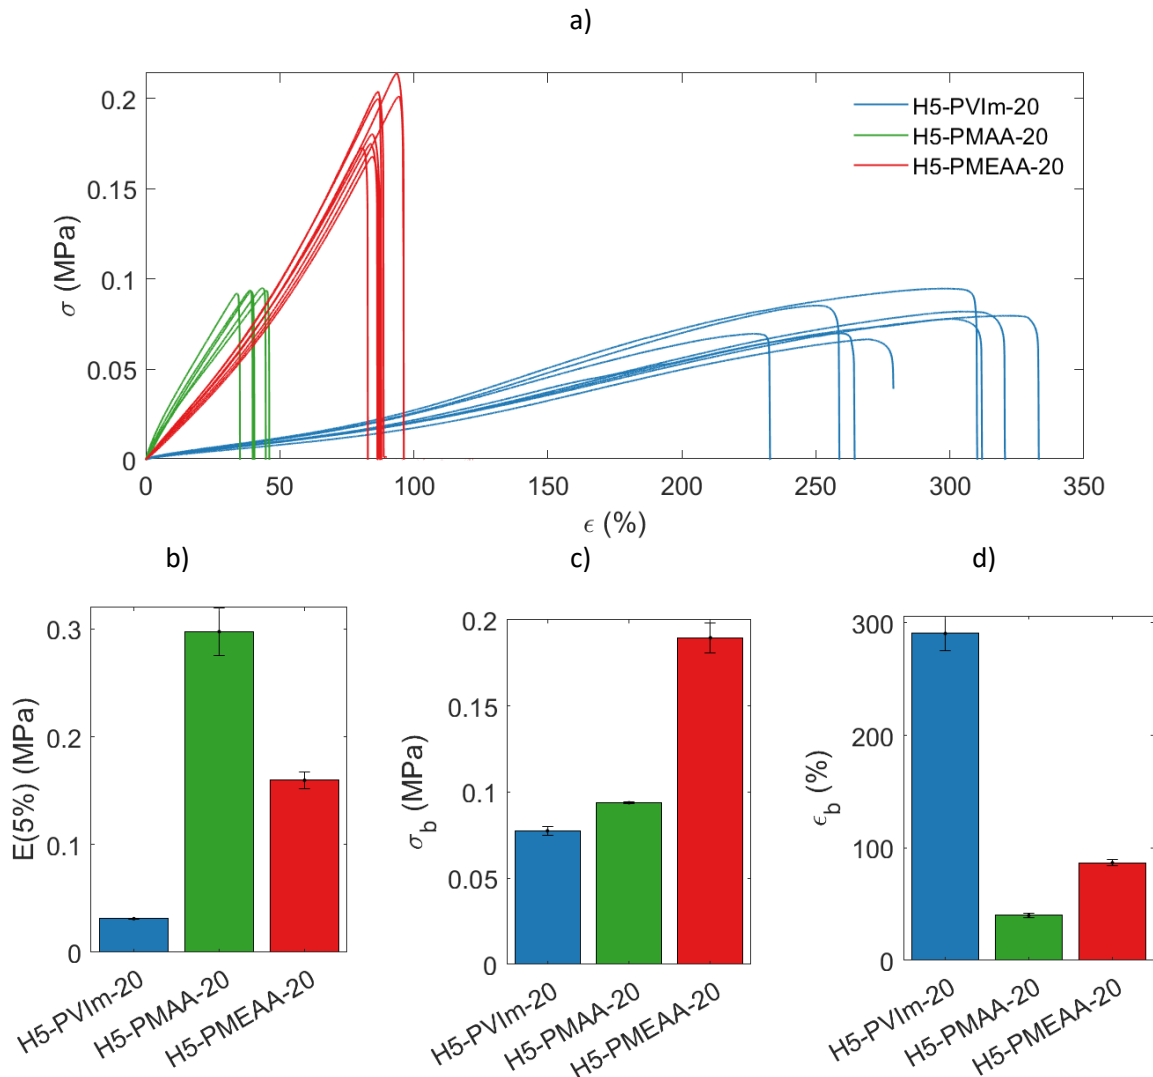 a)
0.2
0.15
0.1
0.05
0
σ (MPa)
H5-PVIm-20
H5-PMAA-20
H5-PMEAA-20
0 50 100 150 200 250 300 350
ϵ (%)
b)
0.3
0.2
0.1
0
E(5%) (MPa)
H5-PVIm-20
H5-PMAA-20
H5-PMEAA-20
c)
0.2
0.15
0.1
0.05
0
σb (MPa)
H5-PVIm-20
H5-PMAA-20
H5-PMEAA-20
d)
300
200
100
0
ϵb (%)
H5-PVIm-20
H5-PMAA-20
H5-PMEAA-20